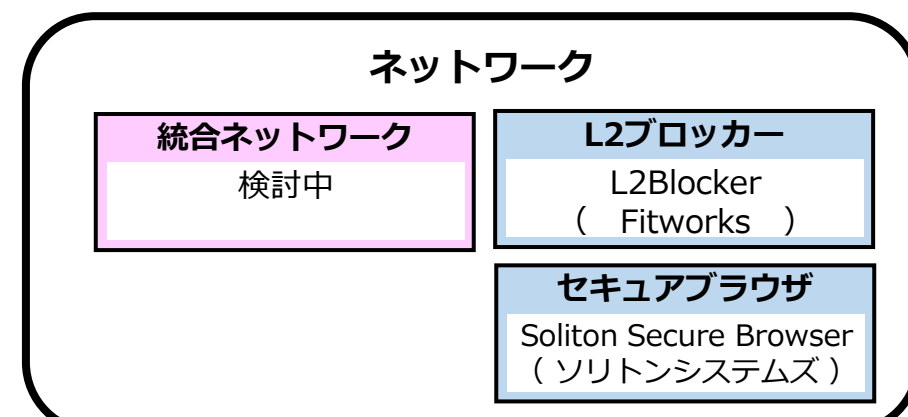 ネットワーク
統合ネットワーク
検討中
L2ブロッカー
L2Blocker
（　Fitworks　）
セキュアブラウザ
Soliton Secure Browser
（ ソリトンシステムズ ）